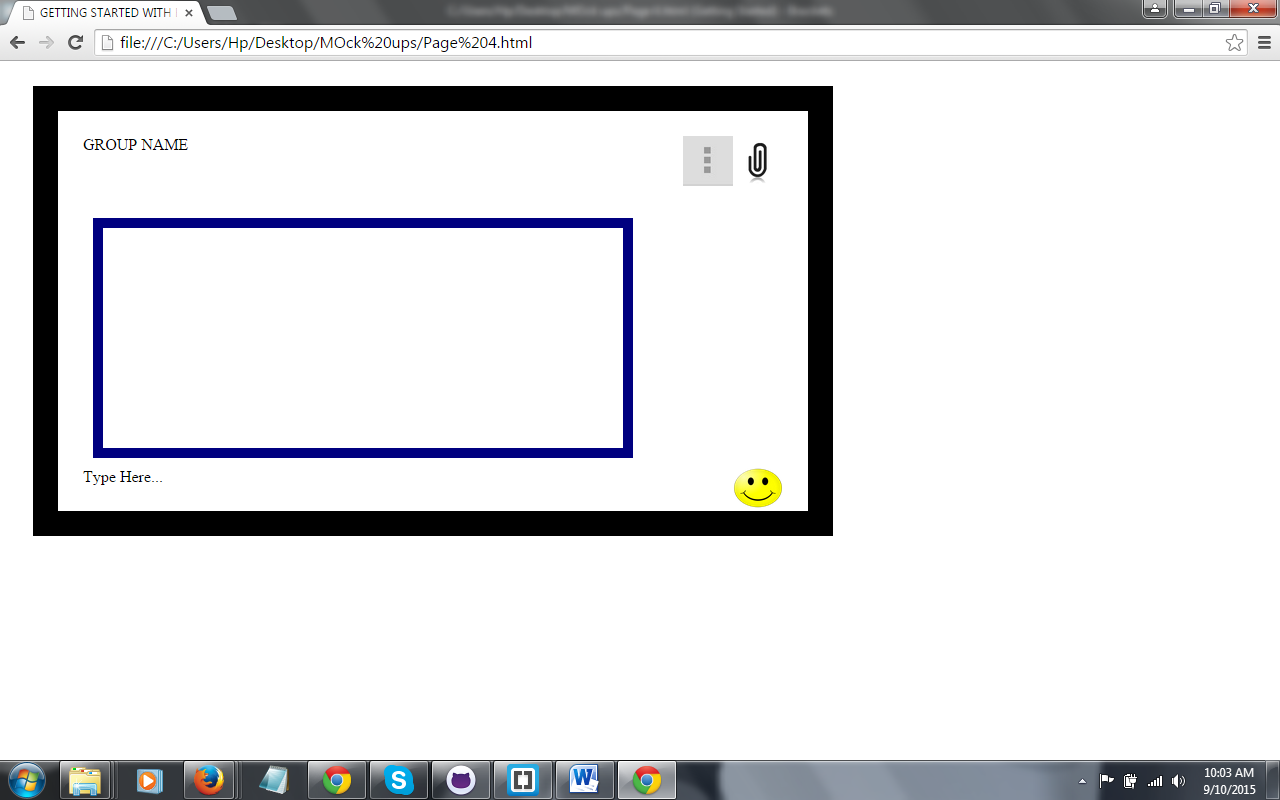 GETTING STARTED WITH
file:///C:/Users/Hp/Desktop/MOck%20ups/Page%204.html
GROUP NAME
Type Here...
10:03 AM
9/10/2015